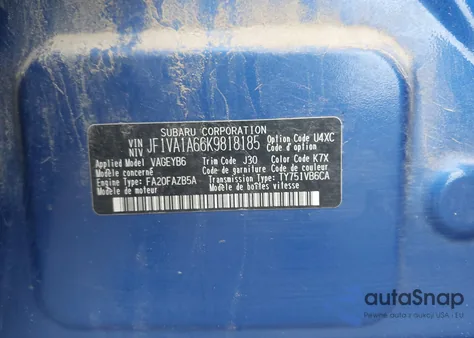 SUBARU CORPORATION
VIN
NIV JF1VA1A66K9818185 Option Code U4XC
Code d'option
Applied Model VAGEYB6 Trim Code J30 Color Code K7X
Modèle concerné Code de garniture Code de couleur
Engine Type: FA20FAZB5A Transmission Type: TY751VB6CA
Modèle de moteur Modèle de boîtes vitesses
autoSnap